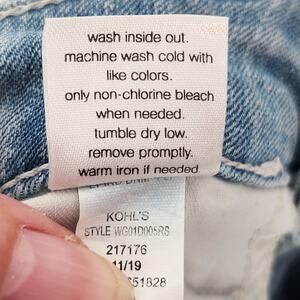 wash inside out.
machine wash cold with
like colors.
only non-chlorine bleach
when needed.
tumble dry low.
remove promptly.
warm iron if needed.
KOHL'S
STYLE WG01D005RS
217176
11/19
651828